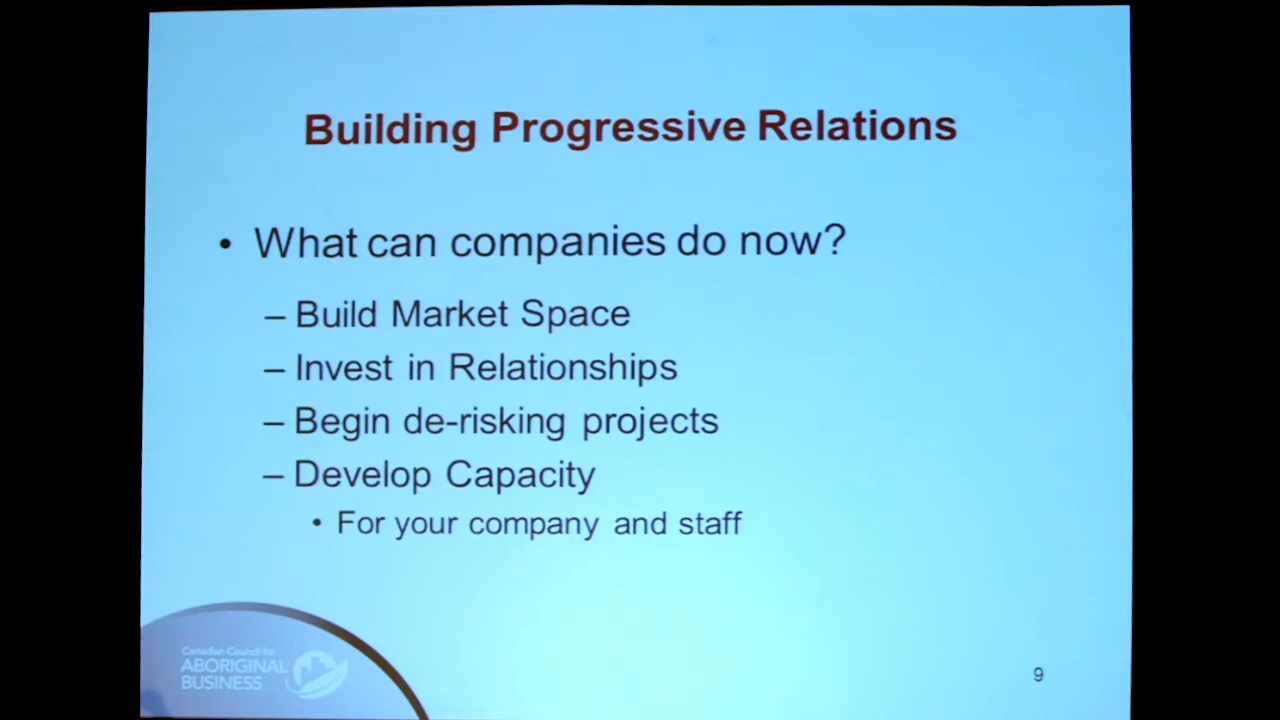 Building Progressive Relations
• What can companies do now?
– Build Market Space
– Invest in Relationships
– Begin de-risking projects
– Develop Capacity
• For your company and staff
Canadian Council for
ABORIGINAL
BUSINESS
9